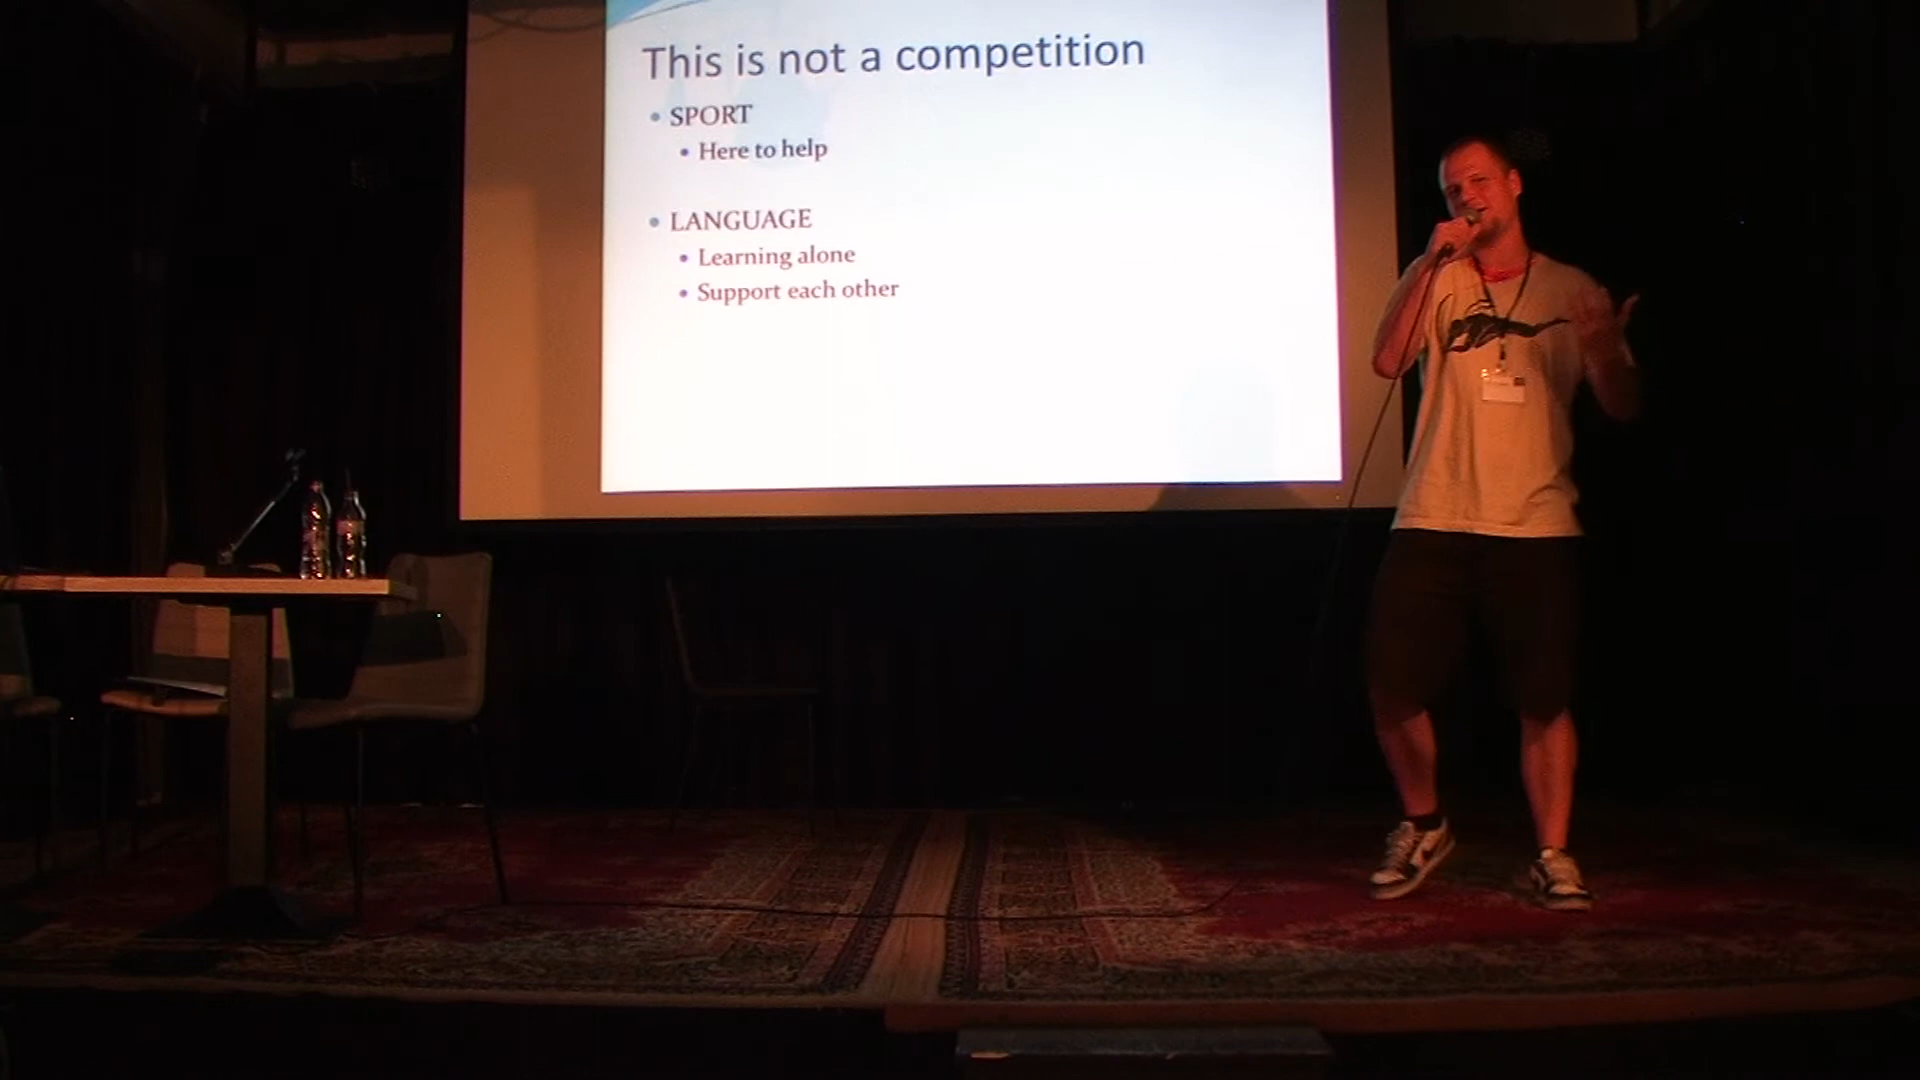 This is not a competition
SPORT
Here to help
LANGUAGE
Learning alone
Support each other